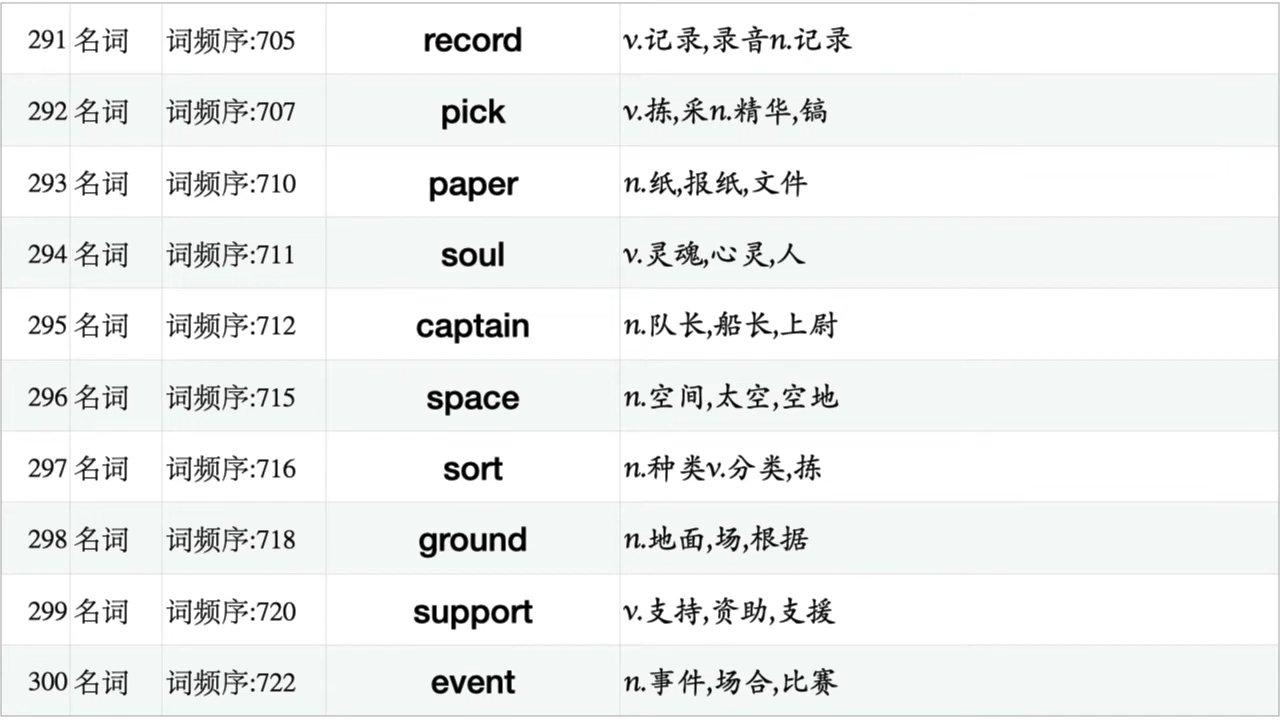 291 名词 词频序:705 record v.记录,录音n.记录
292 名词 词频序:707 pick v.拣,采n.精华,镐
293 名词 词频序:710 paper n.纸,报纸,文件
294 名词 词频序:711 soul v.灵魂,心灵,人
295 名词 词频序:712 captain n.队长,船长,上尉
296 名词 词频序:715 space n.空间,太空,空地
297 名词 词频序:716 sort n.种类v.分类,拣
298 名词 词频序:718 ground n.地面,场,根据
299 名词 词频序:720 support v.支持,资助,支援
300 名词 词频序:722 event n.事件,场合,比赛